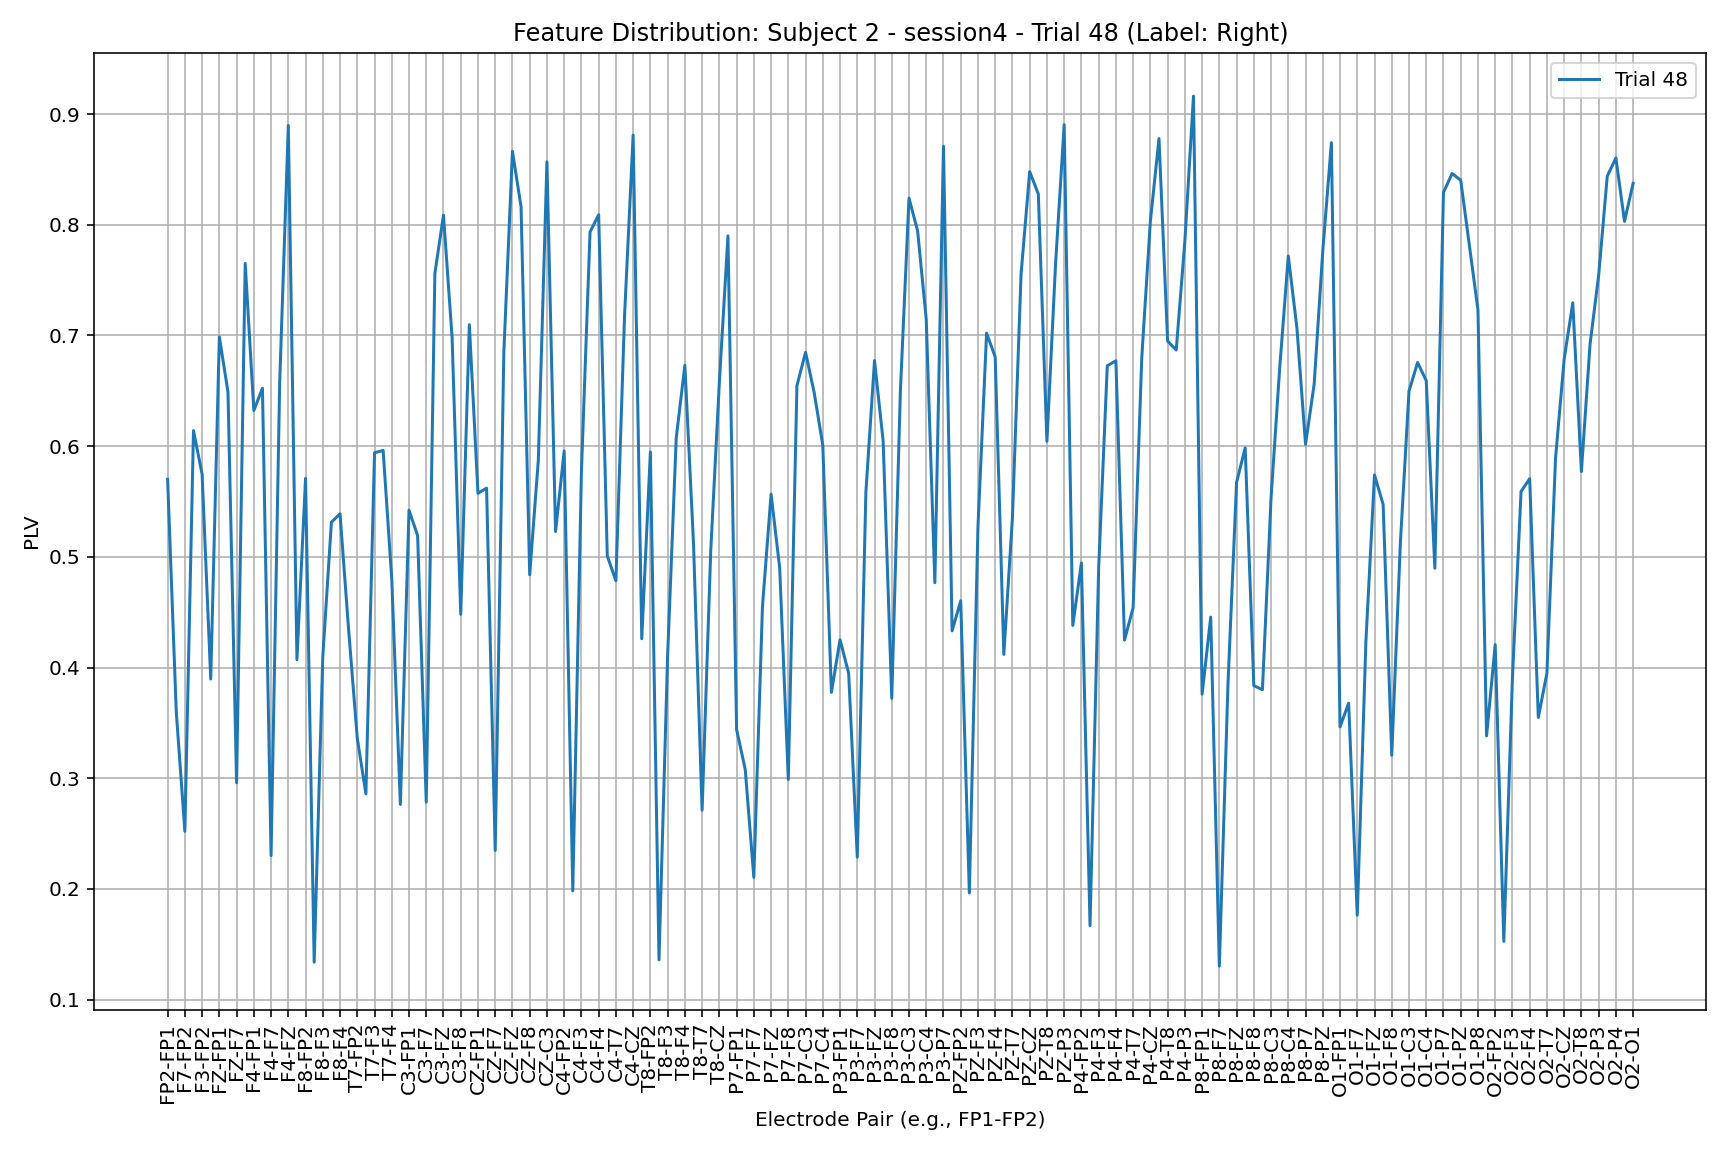 Feature Distribution: Subject 2 - session4 - Trial 48 (Label: Right)
Trial 48
PLV
0.9
0.8
0.7
0.6
0.5
0.4
0.3
0.2
0.1
FP2-FP1
F7-FP2
F3-FP2
FZ-FP1
FZ-F7
F4-FP1
F4-F7
F4-FZ
F8-FP2
F8-F3
F8-F4
T7-FP2
T7-F3
T7-F4
C3-FP1
C3-F7
C3-FZ
C3-F8
CZ-FP1
CZ-F7
CZ-FZ
CZ-F8
CZ-C3
C4-FP2
C4-F3
C4-F4
C4-T7
C4-CZ
T8-FP2
T8-F3
T8-F4
T8-T7
T8-CZ
P7-FP1
P7-F7
P7-FZ
P7-F8
P7-C3
P7-C4
P3-FP1
P3-F7
P3-FZ
P3-F8
P3-C3
P3-C4
P3-P7
PZ-FP2
PZ-F3
PZ-F4
PZ-T7
PZ-CZ
PZ-T8
PZ-P3
P4-FP2
P4-F3
P4-F4
P4-T7
P4-CZ
P4-T8
P4-P3
P8-FP1
P8-F7
P8-FZ
P8-F8
P8-C3
P8-C4
P8-P7
P8-PZ
O1-FP1
O1-F7
O1-FZ
O1-F8
O1-C3
O1-C4
O1-P7
O1-PZ
O1-P8
O2-FP2
O2-F3
O2-F4
O2-T7
O2-CZ
O2-T8
O2-P3
O2-P4
O2-O1
Electrode Pair (e.g., FP1-FP2)